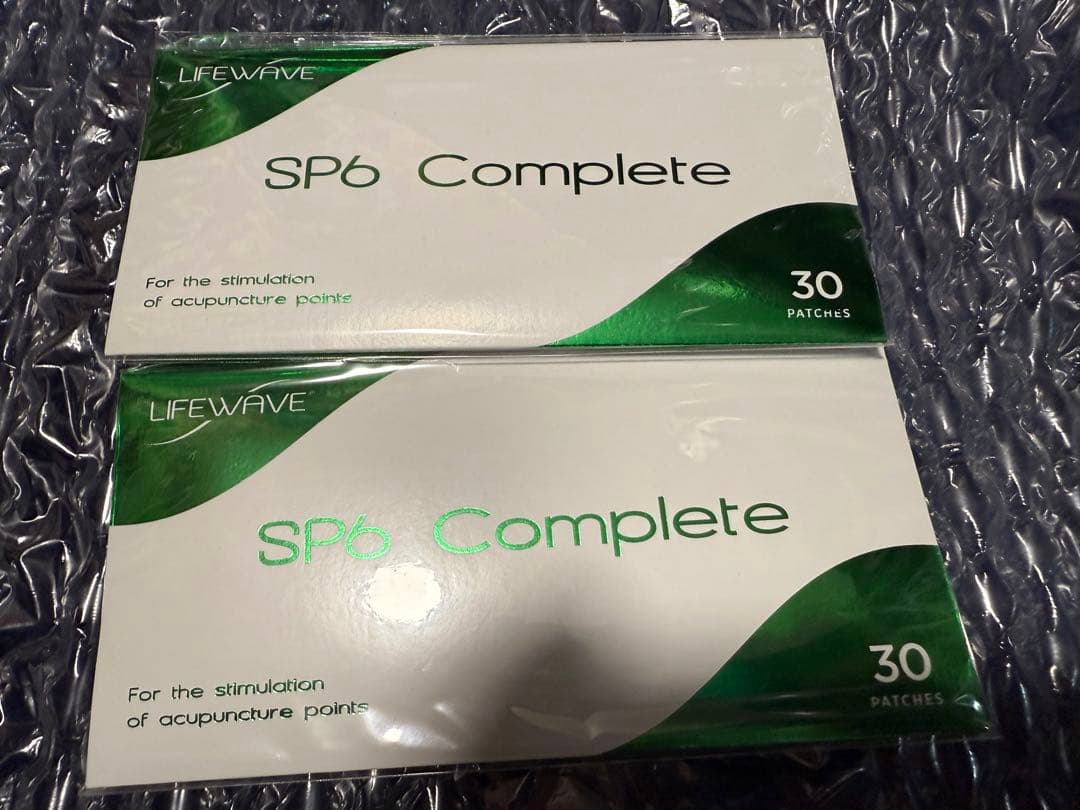 LIFEWAVE
SP6 Complete
For the stimulation
of acupuncture points
30
PATCHES
LIFEWAVE
SP6 Complete
For the stimulation
of acupuncture points
30
PATCHES